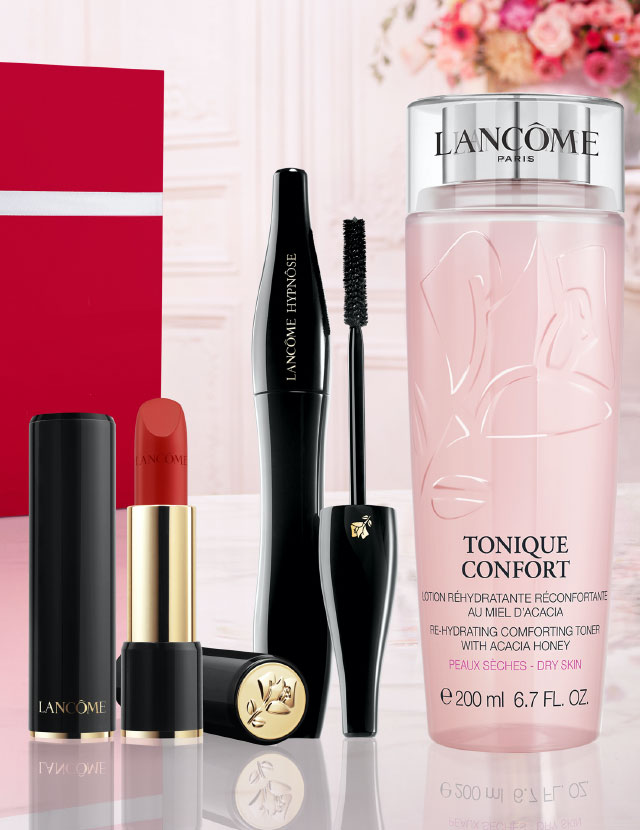 LANCÔME
PARIS
LANCÔME HYPNÔSE
LANCÔME
LANCÔME
TONIQUE
CONFORT
LOTION RÉHYDRATANTE RÉCONFORTANTE
AU MIEL D'ACACIA
RE-HYDRATING COMFORTING TONER
WITH ACACIA HONEY
PEAUX SÈCHES - DRY SKIN
e 200 ml 6.7 FL. OZ.